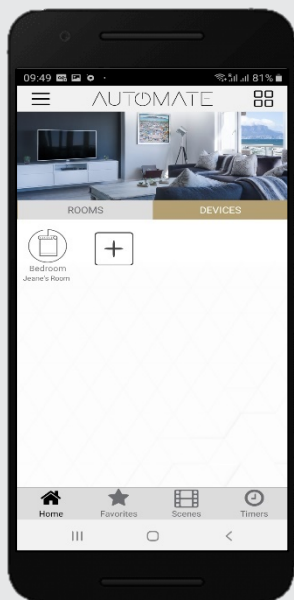 09:49 81%
AUTOMATE
ROOMS DEVICES
Bedroom
Jeane's Room
Home Favorites Scenes Timers